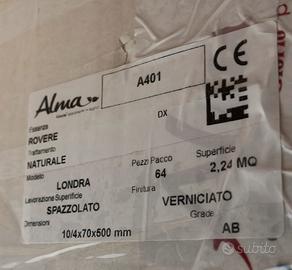 Alma
A401
CE
Essenza
DX
ROVERE
Trattamento
NATURALE
Pezzi Pacco
Superficie
Modello
64
2,24 MQ
LONDRA
Finitura
Lavorazione Superficie
VERNICIATO
SPAZZOLATO
Grade
Dimensioni
AB
10/4x70x500 mm
subito